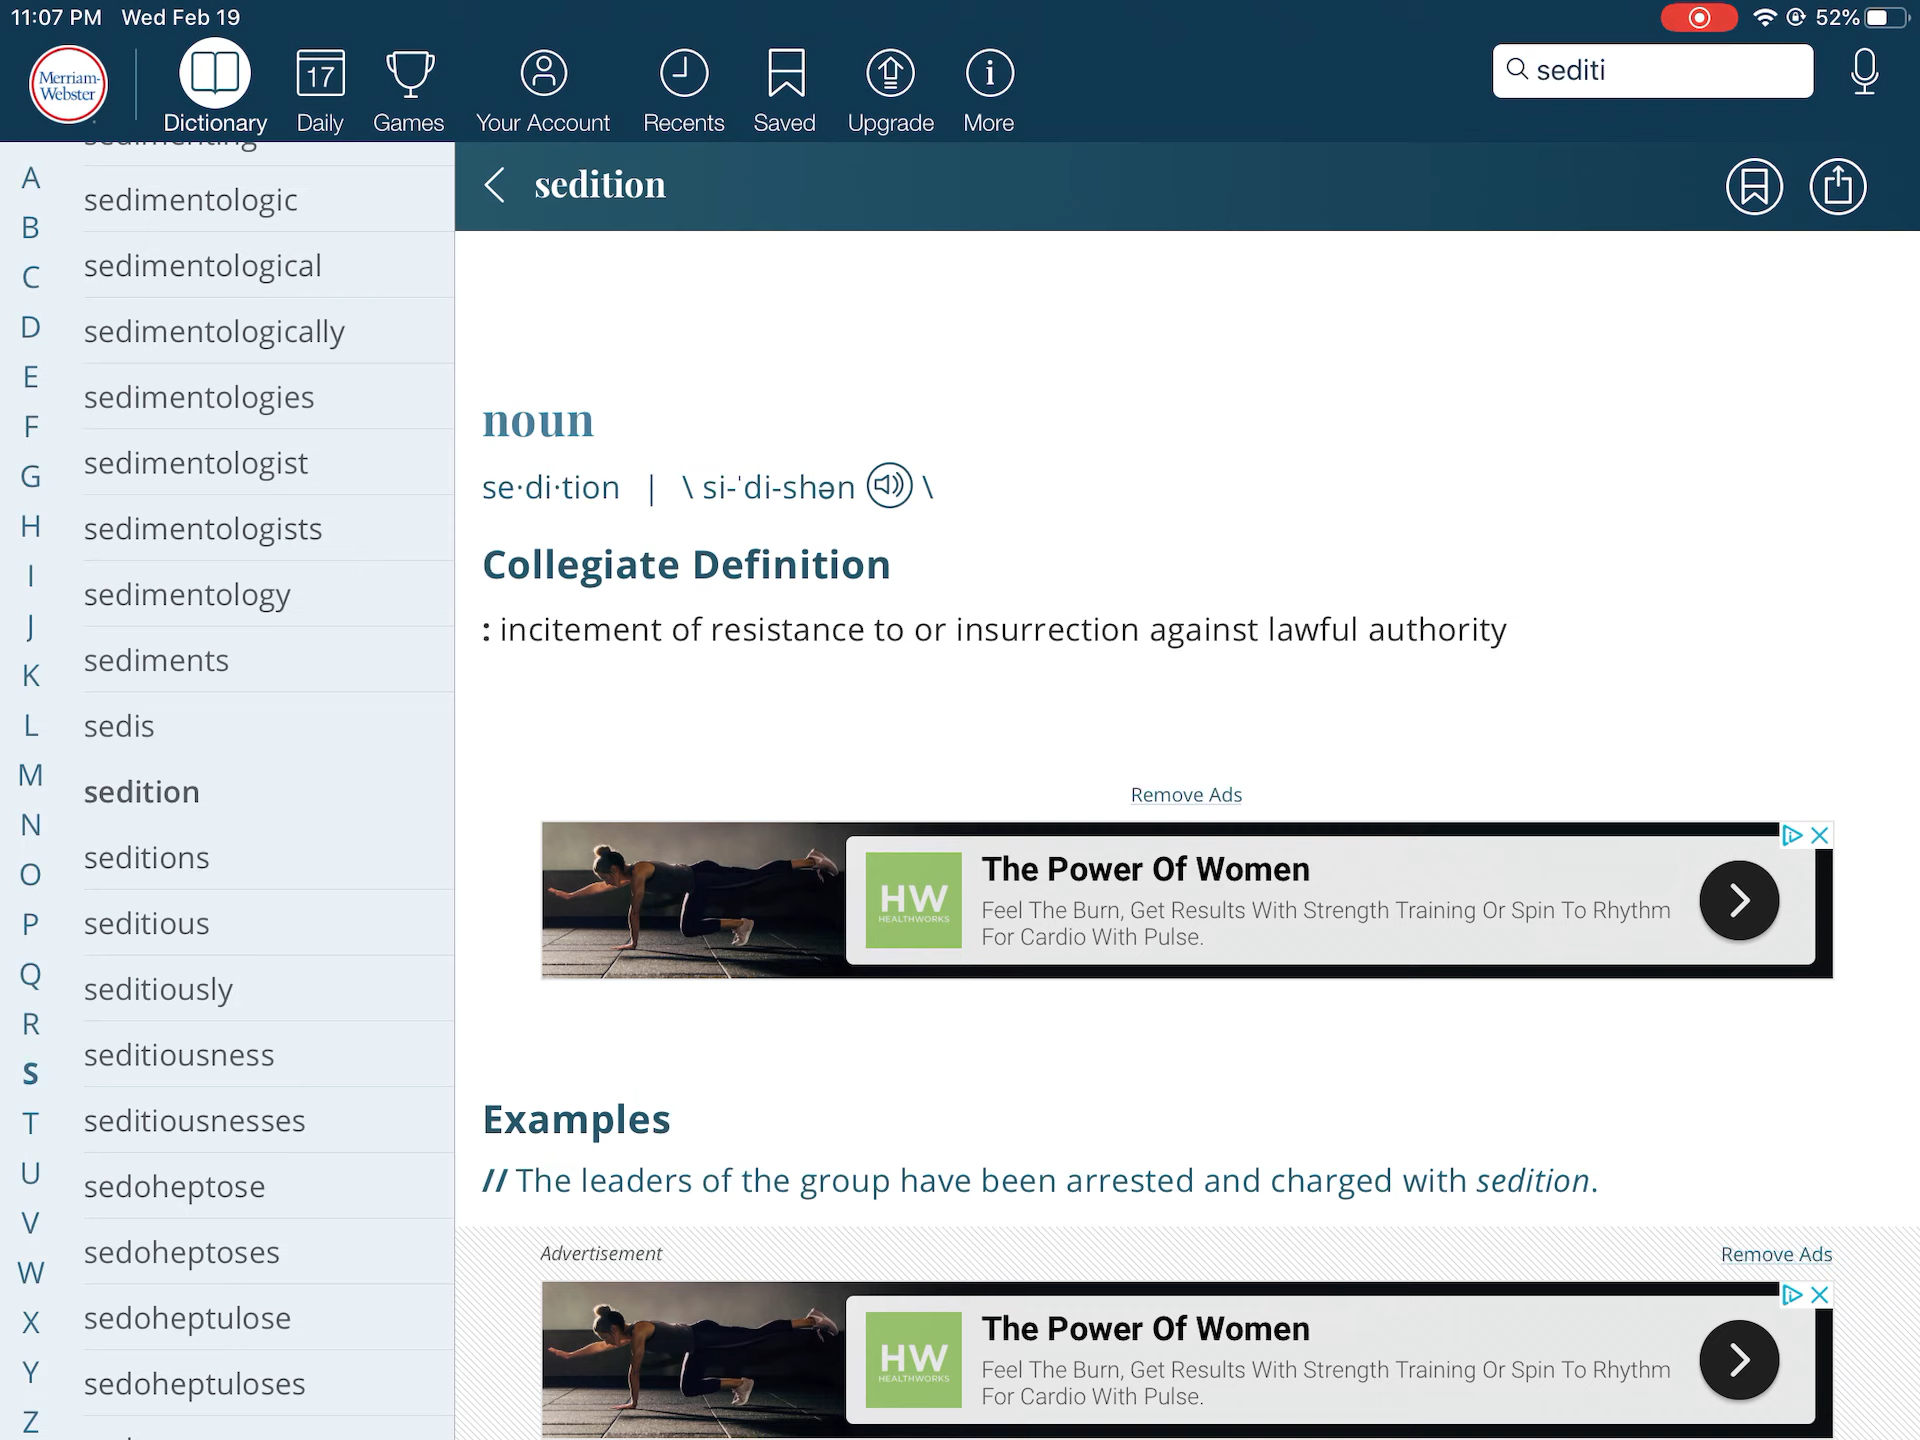 11:07 PM Wed Feb 19
52%
Merriam-
Webster
Dictionary
17
Daily
Games
Your Account
Recents
Saved
Upgrade
More
sediti
A
B
C
D
E
F
G
H
I
J
K
L
M
N
O
P
Q
R
S
T
U
V
W
X
Y
Z
sedimenting
sedimentologic
sedimentological
sedimentologically
sedimentologies
sedimentologist
sedimentologists
sedimentology
sediments
sedis
sedition
seditions
seditious
seditiously
seditiousness
seditiousnesses
sedoheptose
sedoheptoses
sedoheptulose
sedoheptuloses
sedition
noun
se·di·tion | \ si-ˈdi-shən \
Collegiate Definition
: incitement of resistance to or insurrection against lawful authority
Remove Ads
HW
HEALTHWORKS
The Power Of Women
Feel The Burn, Get Results With Strength Training Or Spin To Rhythm
For Cardio With Pulse.
Examples
// The leaders of the group have been arrested and charged with sedition.
Advertisement
Remove Ads
HW
HEALTHWORKS
The Power Of Women
Feel The Burn, Get Results With Strength Training Or Spin To Rhythm
For Cardio With Pulse.